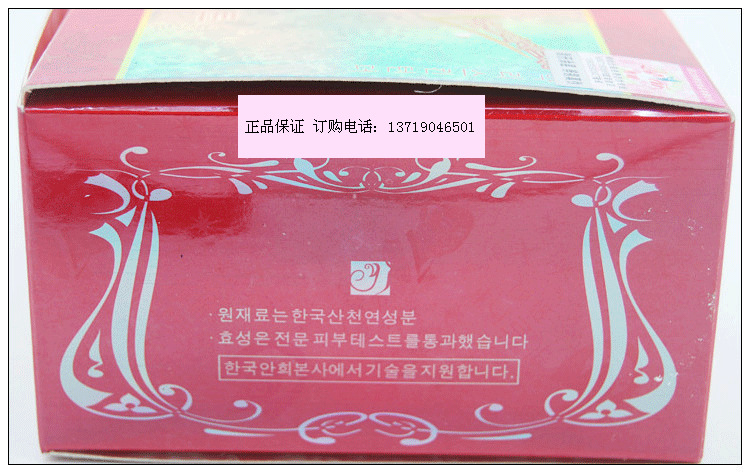 正品保证 订购电话：13719046501
·원재료는한국산천연성분
·효성은전문피부테스트를통과했습니다
한국안희본사에서기술을지원합니다.